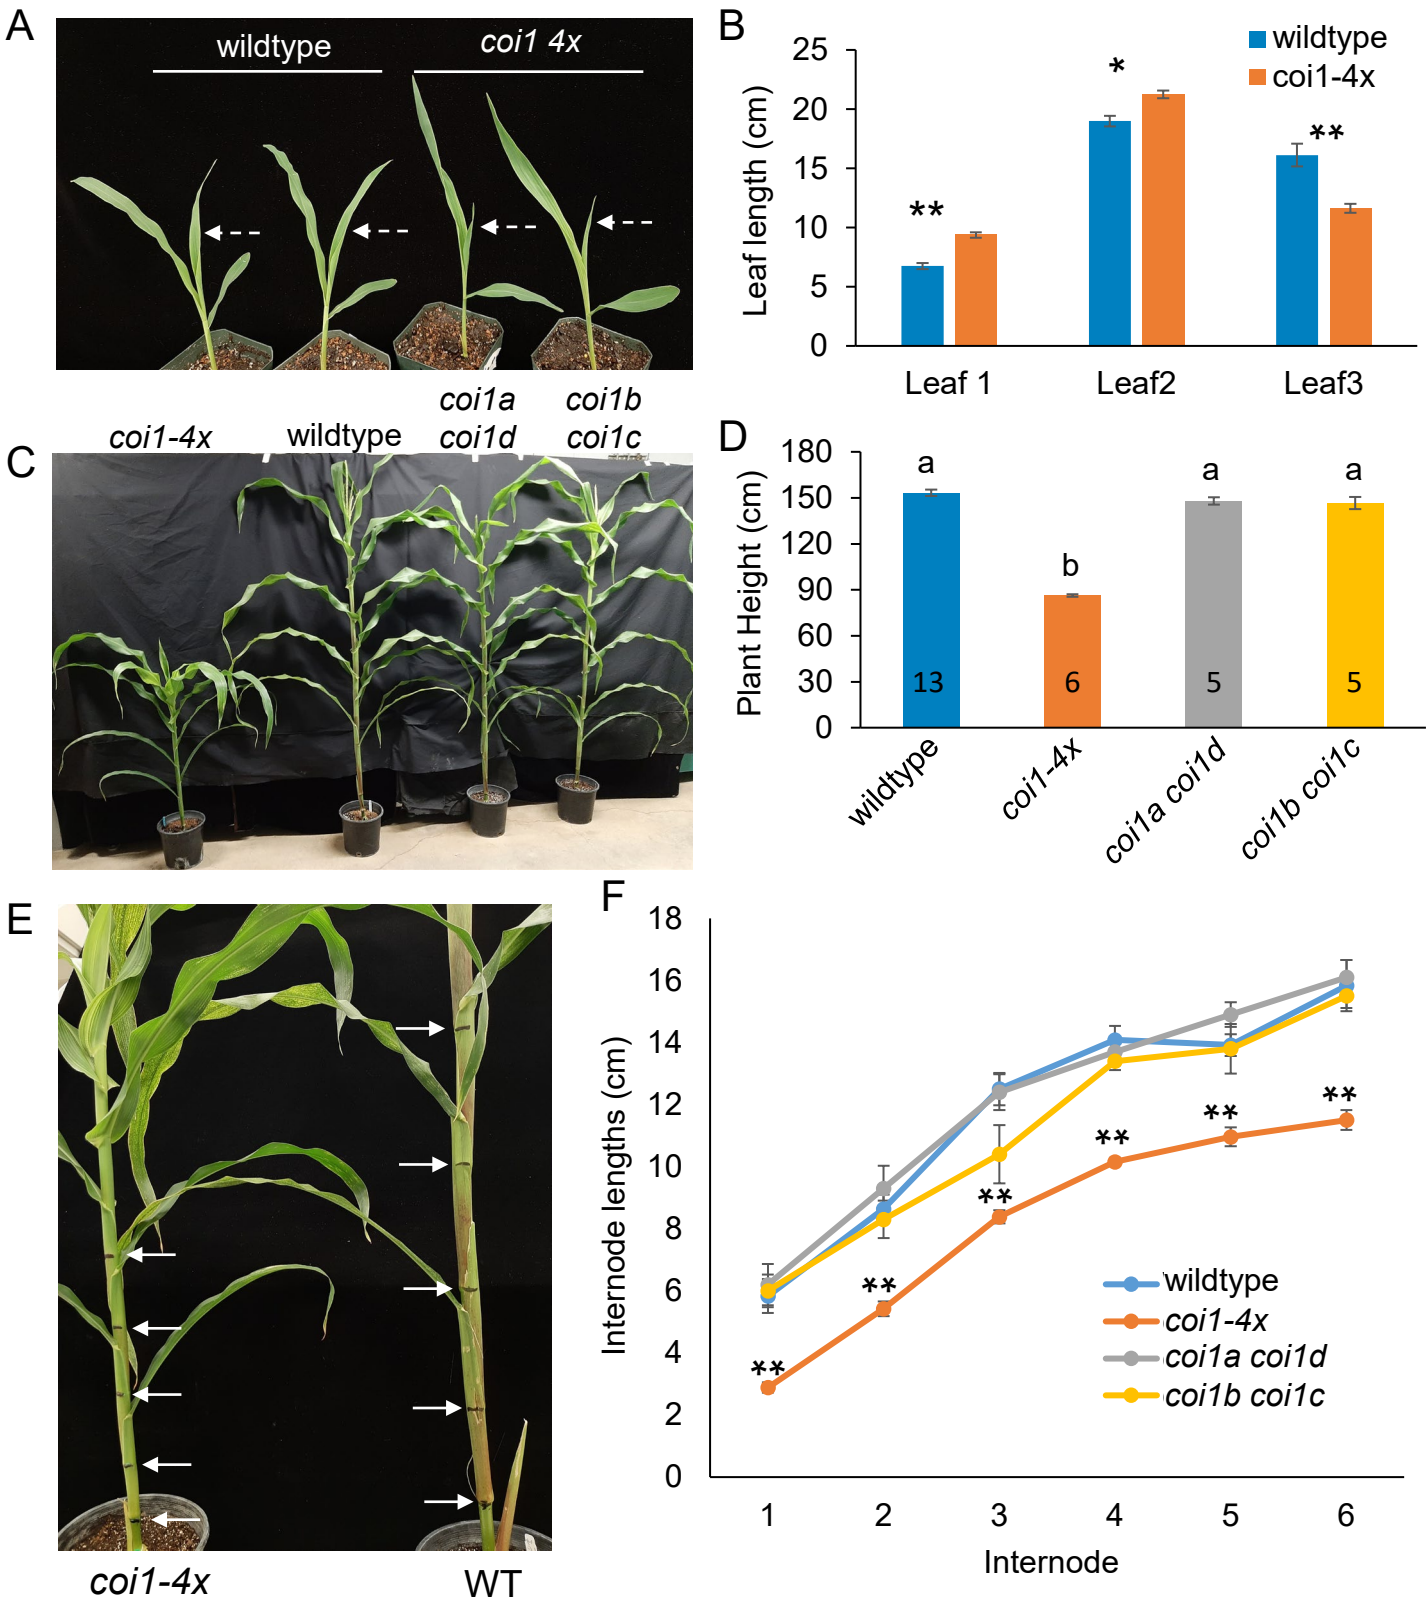 A
wildtype
coi1 4x
B
wildtype
coi1-4x
Leaf length (cm)
25
20
15
10
5
0
**
*
**
Leaf 1
Leaf2
Leaf3
C
coi1-4x
wildtype
coi1a
coi1d
coi1b
coi1c
D
Plant Height (cm)
180
150
120
90
60
30
0
a
b
a
a
13
6
5
5
wildtype
coi1-4x
coi1a coi1d
coi1b coi1c
E
coi1-4x
WT
F
Internode lengths (cm)
18
16
14
12
10
8
6
4
2
0
**
**
**
**
**
**
wildtype
coi1-4x
coi1a coi1d
coi1b coi1c
1
2
3
4
5
6
Internode